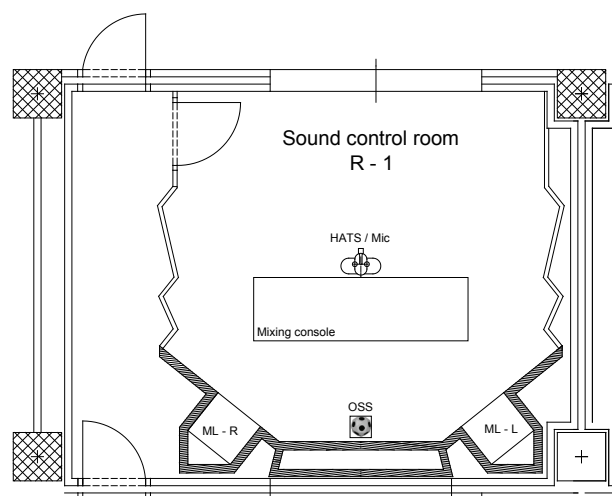 Sound control room
R - 1
HATS / Mic
Mixing console
OSS
ML - R
ML - L